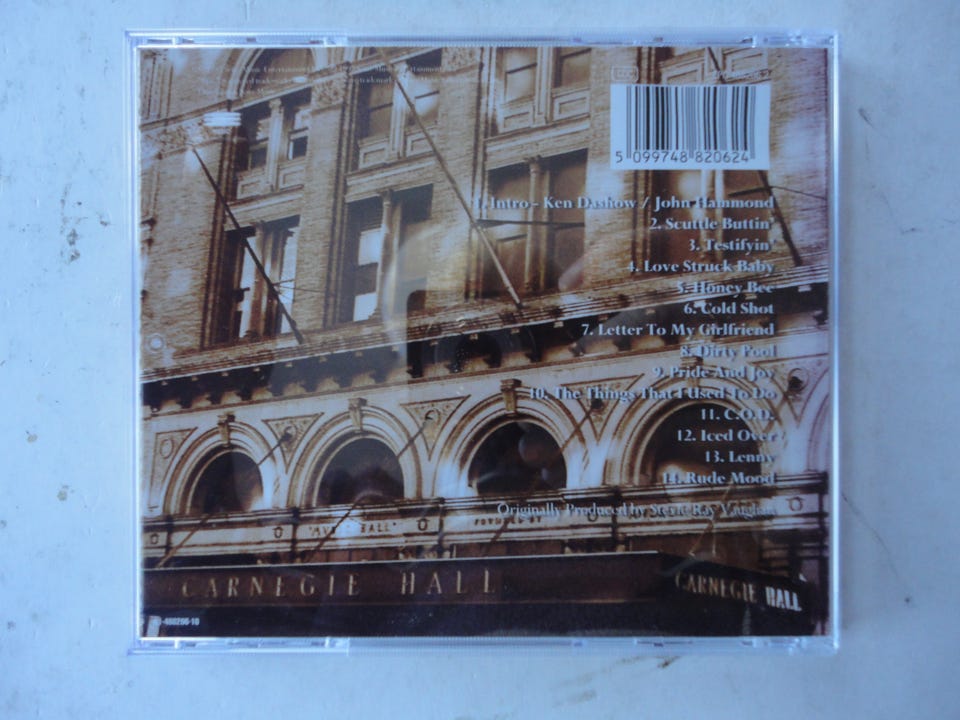 5 099748 820624
1. Intro - Ken Dashow / John Hammond
2. Scuttle Buttin'
3. Testifyin'
4. Love Struck Baby
5. Honey Bee
6. Cold Shot
7. Letter To My Girlfriend
8. Dirty Pool
9. Pride And Joy
10. The Things That I Used To Do
11. C.O.D.
12. Iced Over
13. Lenny
14. Rude Mood
Originally Produced by Stevie Ray Vaughan
HALL
FOUNDED BY
CARNEGIE HALL
CARNEGIE HALL